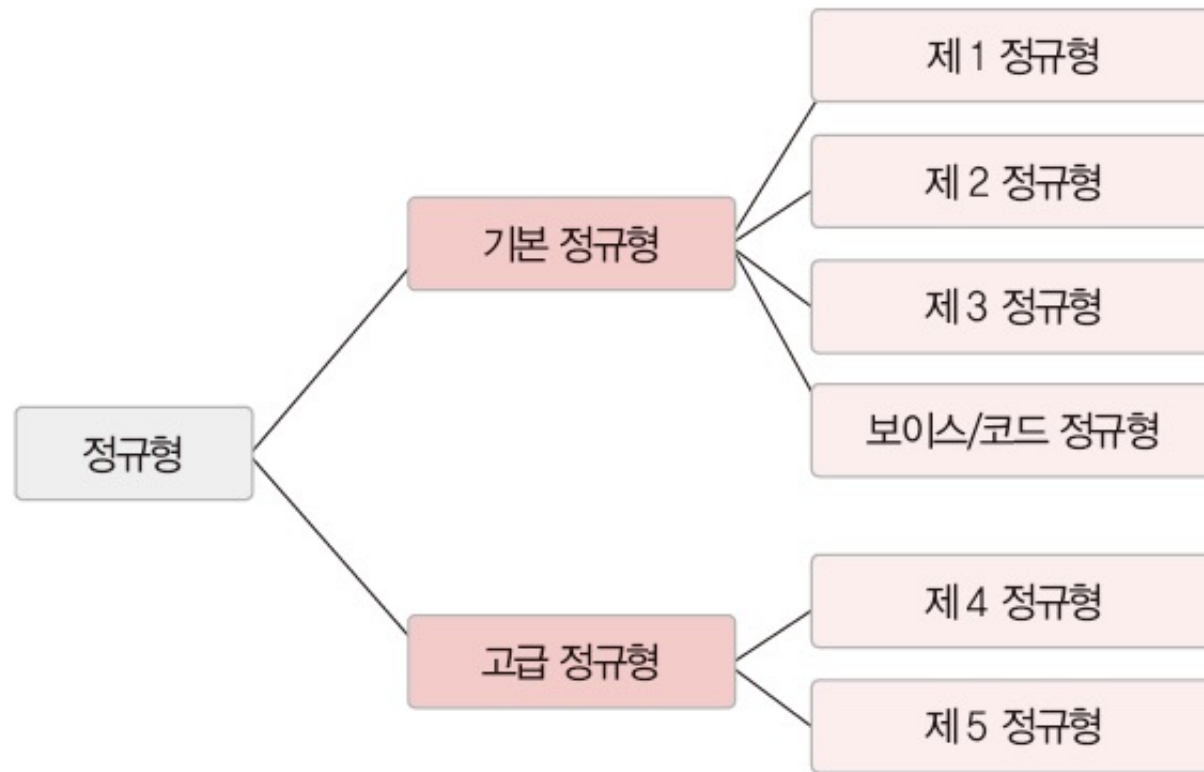 정규형
기본 정규형
제 1 정규형
제 2 정규형
제 3 정규형
보이스/코드 정규형
고급 정규형
제 4 정규형
제 5 정규형